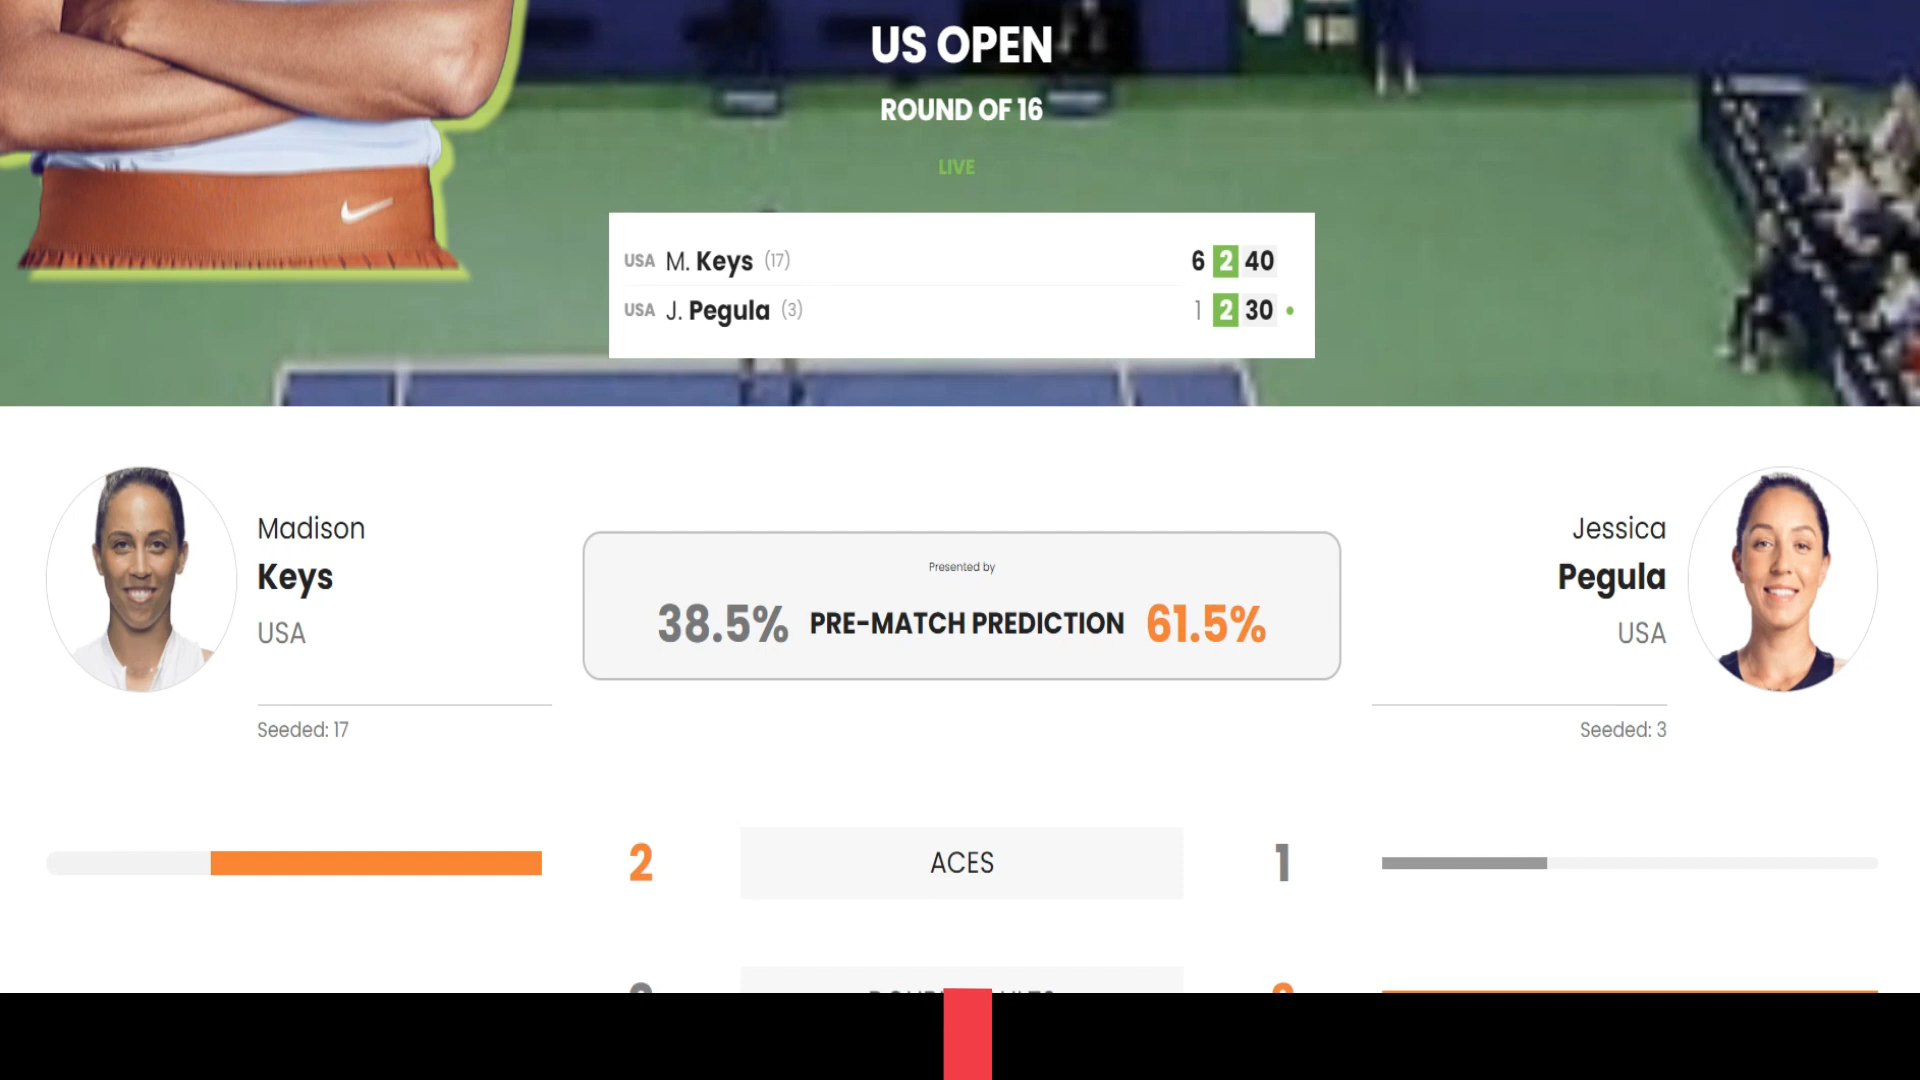 US OPEN
ROUND OF 16
LIVE
USA M. Keys (17) 6 2 40
USA J. Pegula (3) 1 2 30
Madison
Keys
USA
Seeded: 17
Presented by
38.5% PRE-MATCH PREDICTION 61.5%
Jessica
Pegula
USA
Seeded: 3
2 ACES 1